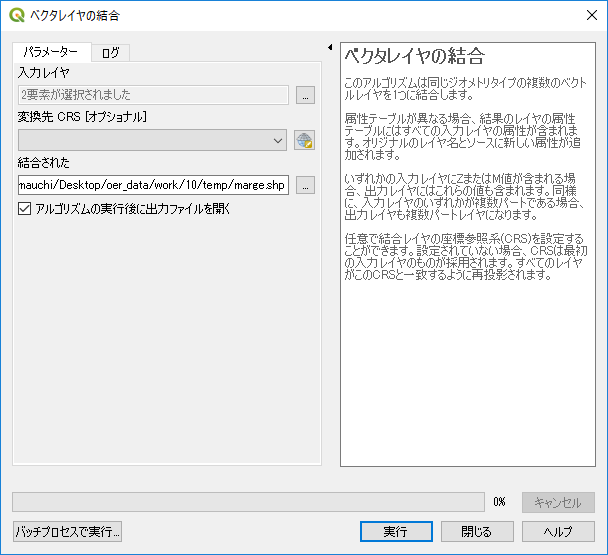 ベクタレイヤの結合
パラメーター
ログ
入力レイヤ
2要素が選択されました
...
変換先 CRS [オプショナル]
結合された
mauchi/Desktop/oer_data/work/10/temp/marge.shp
...
アルゴリズムの実行後に出力ファイルを開く
ベクタレイヤの結合
このアルゴリズムは同じジオメトリタイプの複数のベクト
ルレイヤを1つに結合します。
属性テーブルが異なる場合、結果のレイヤの属性
テーブルにはすべての入力レイヤの属性が含まれま
す。オリジナルのレイヤ名とソースに新しい属性が追
加されます。
いずれかの入力レイヤにZまたはM値が含まれる場
合、出力レイヤにはこれらの値も含まれます。同様
に、入力レイヤのいずれかが複数パートである場合、
出力レイヤも複数パートレイヤになります。
任意で結合レイヤの座標参照系(CRS)を設定する
ことができます。設定されていない場合、CRSは最初
の入力レイヤのものが採用されます。すべてのレイヤ
がこのCRSと一致するように再投影されます。
0%
キャンセル
バッチプロセスで実行...
実行
閉じる
ヘルプ